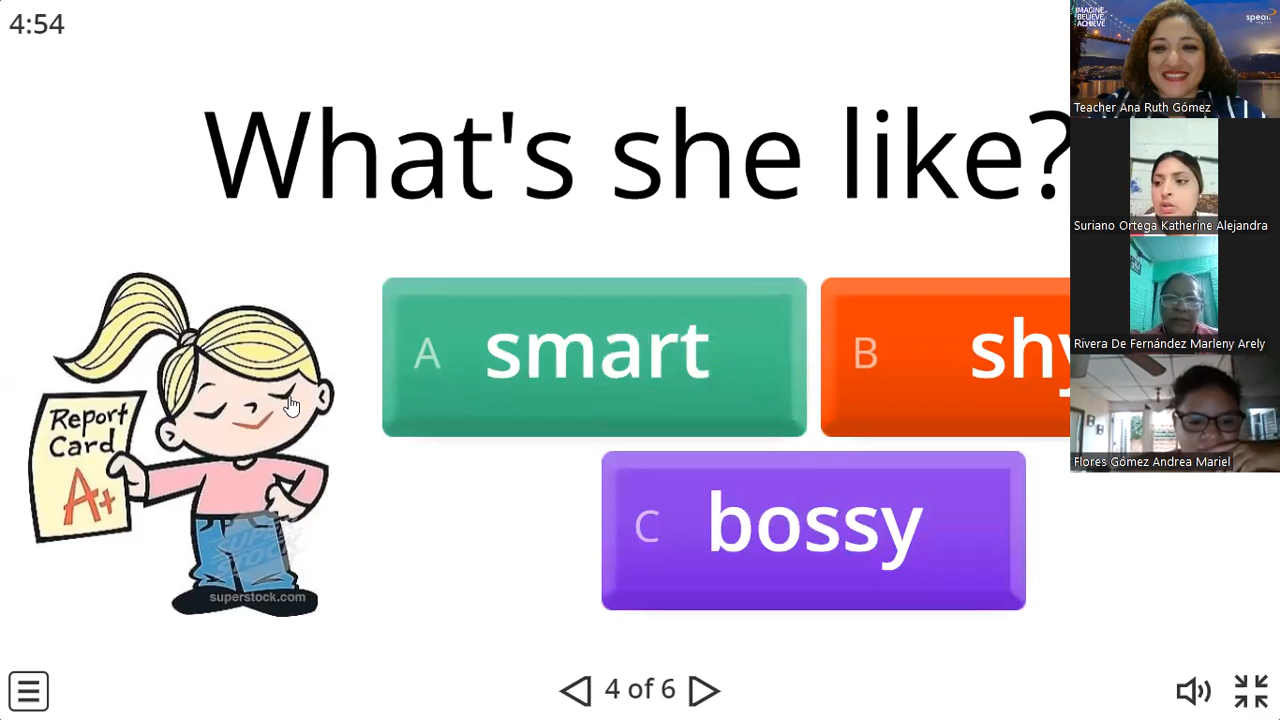 4:54
What's she like?
Report
Card
A+
superstock.com
A smart
B shy
C bossy
4 of 6
IMAGINE
BELIEVE
ACHIEVE
speak
Teacher Ana Ruth Gómez
Suriano Ortega Katherine Alejandra
Rivera De Fernández Marleny Arely
Flores Gómez Andrea Mariel